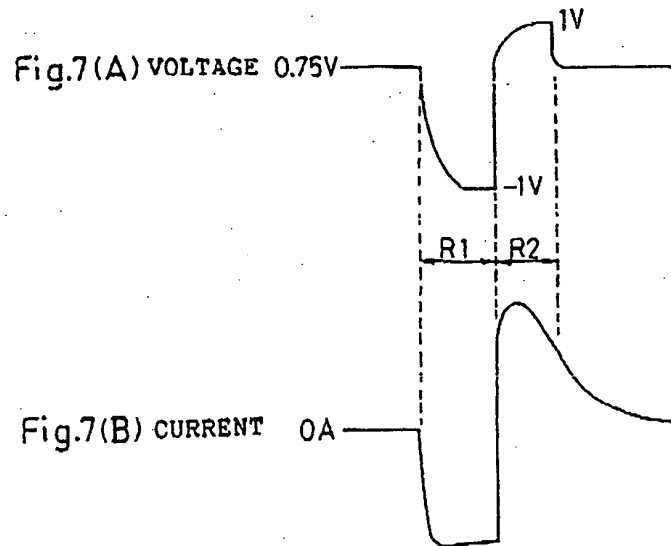 1V
Fig.7(A) VOLTAGE 0.75V
-1V
R1 R2
Fig.7(B) CURRENT 0A